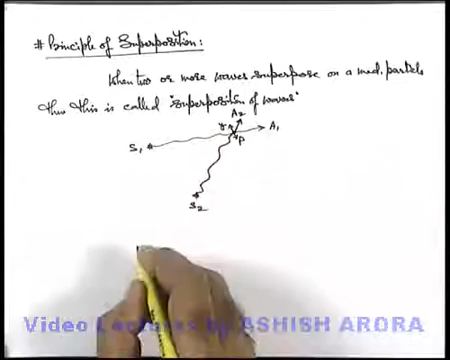 # Principle of Superposition:
When two or more waves superpose on a med. particle
then this is called "superposition of waves"
A2
r
A1
P
S1
S2
Video Lectures by ASHISH ARORA